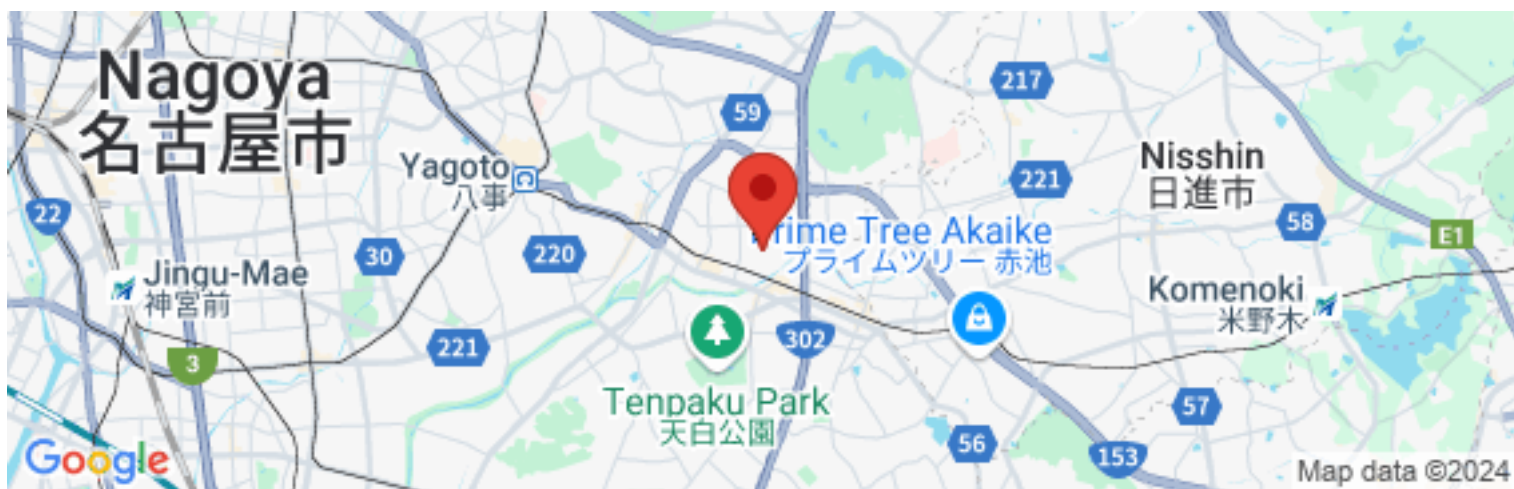 Nagoya
名古屋市
59
217
Yagoto
八事
221
Nisshin
日進市
22
30
220
Prime Tree Akaike
プライムツリー 赤池
58
E1
Jingu-Mae
神宮前
Komenoki
米野木
3
221
302
Tenpaku Park
天白公園
57
56
153
Google
Map data ©2024